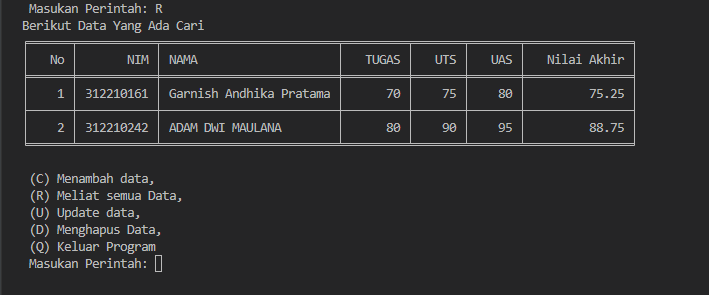 Masukan Perintah: R
Berikut Data Yang Ada Cari
No NIM NAMA TUGAS UTS UAS Nilai Akhir
1 312210161 Garnish Andhika Pratama 70 75 80 75.25
2 312210242 ADAM DWI MAULANA 80 90 95 88.75
(C) Menambah data,
(R) Meliat semua Data,
(U) Update data,
(D) Menghapus Data,
(Q) Keluar Program
Masukan Perintah: